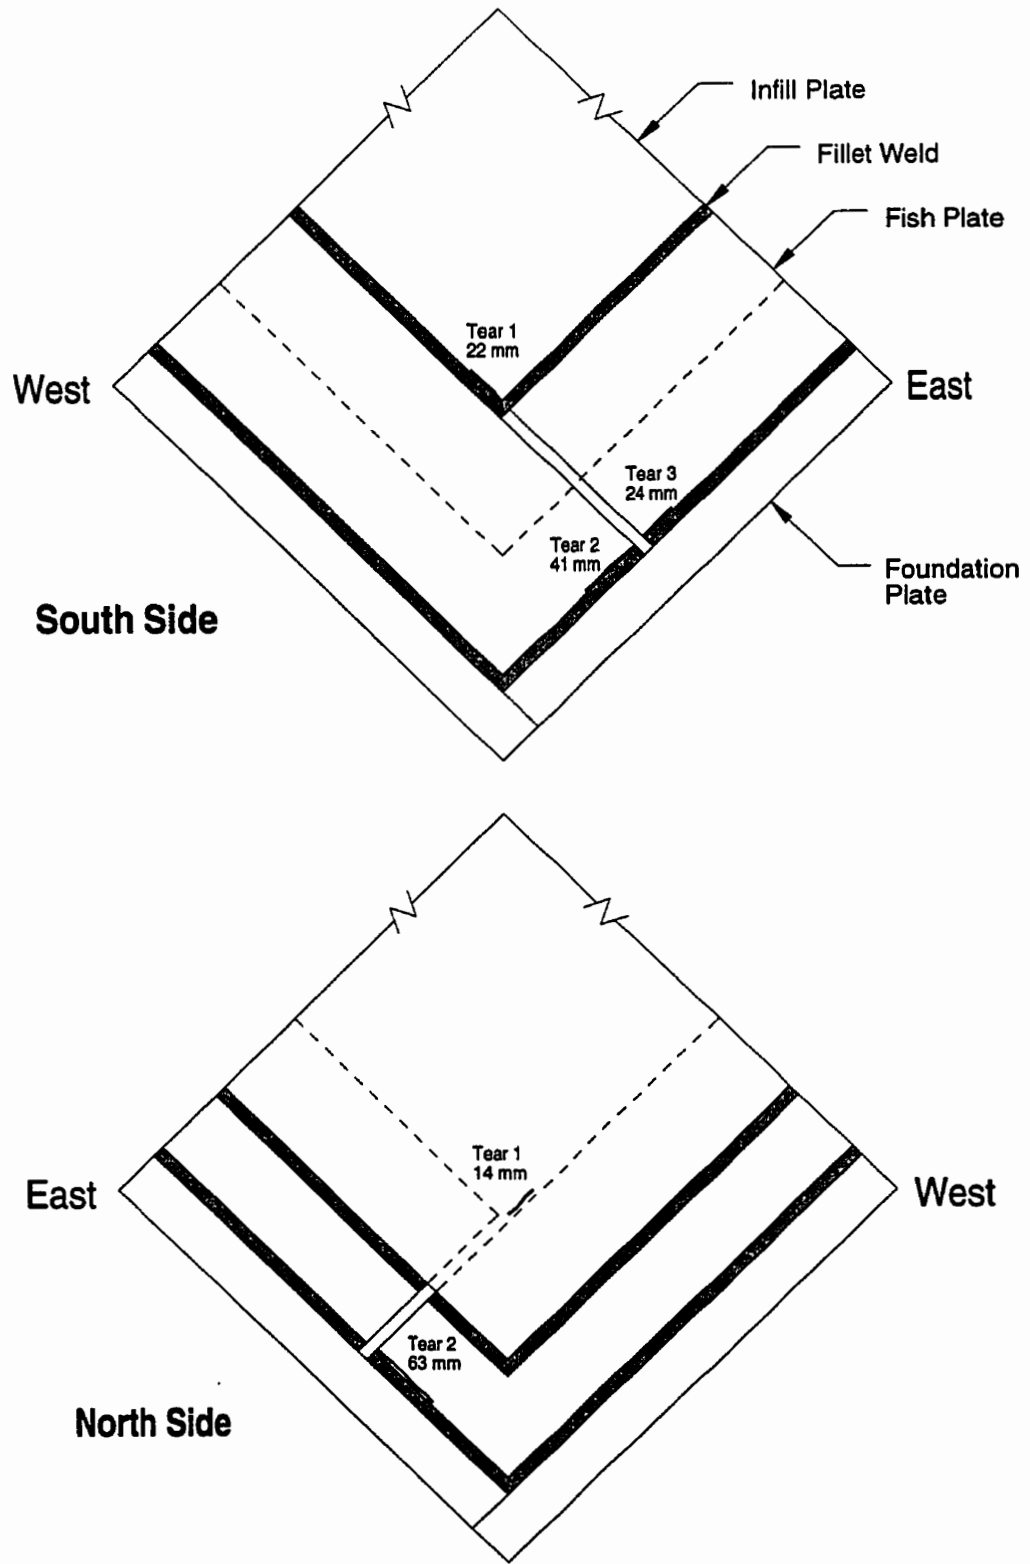 Infill Plate
Fillet Weld
Fish Plate
Tear 1
22 mm
West
East
Tear 3
24 mm
Tear 2
41 mm
Foundation
Plate
South Side
Tear 1
14 mm
East
West
Tear 2
63 mm
North Side